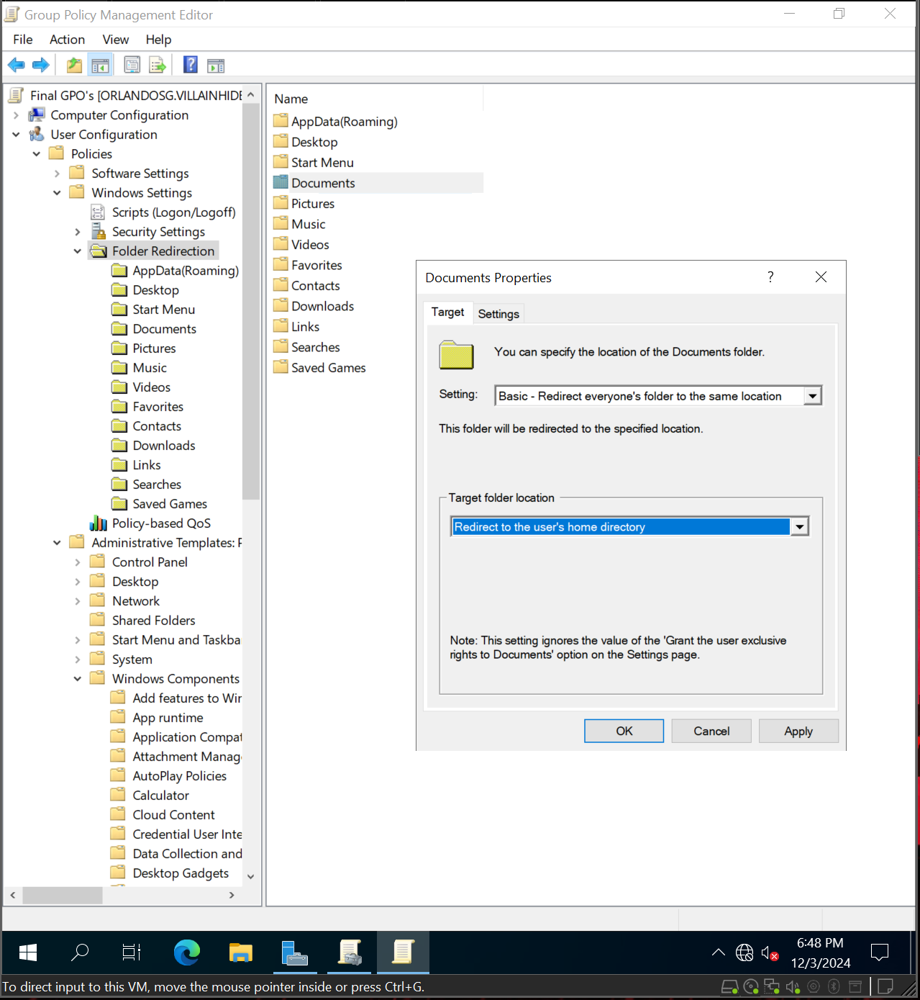 Group Policy Management Editor
File Action View Help
Final GPO's [ORLANDOSG.VILLAINHIDE
Computer Configuration
User Configuration
Policies
Software Settings
Windows Settings
Scripts (Logon/Logoff)
Security Settings
Folder Redirection
AppData(Roaming)
Desktop
Start Menu
Documents
Pictures
Music
Videos
Favorites
Contacts
Downloads
Links
Searches
Saved Games
Policy-based QoS
Administrative Templates: P
Control Panel
Desktop
Network
Shared Folders
Start Menu and Taskba
System
Windows Components
Add features to Wir
App runtime
Application Compat
Attachment Manag
AutoPlay Policies
Calculator
Cloud Content
Credential User Inte
Data Collection and
Desktop Gadgets
Name
AppData(Roaming)
Desktop
Start Menu
Documents
Pictures
Music
Videos
Favorites
Contacts
Downloads
Links
Searches
Saved Games
Documents Properties
?
Target Settings
You can specify the location of the Documents folder.
Setting: Basic - Redirect everyone's folder to the same location
This folder will be redirected to the specified location.
Target folder location
Redirect to the user's home directory
Note: This setting ignores the value of the 'Grant the user exclusive
rights to Documents' option on the Settings page.
OK Cancel Apply
6:48 PM
12/3/2024
To direct input to this VM, move the mouse pointer inside or press Ctrl+G.